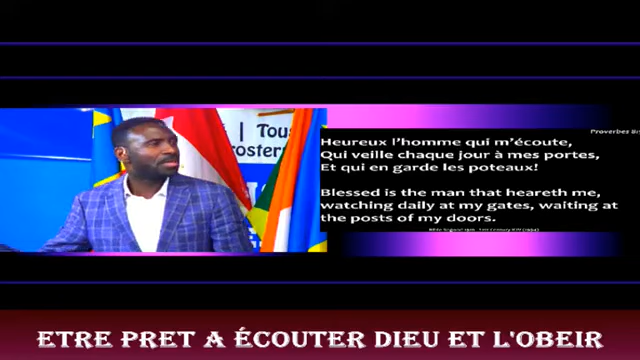 | Tous
Proverbes 8:
Heureux l'homme qui m'écoute,
Qui veille chaque jour à mes portes,
Et qui en garde les poteaux!
Blessed is the man that heareth me,
watching daily at my gates, waiting at
the posts of my doors.
ETRE PRET A ÉCOUTER DIEU ET L'OBEIR